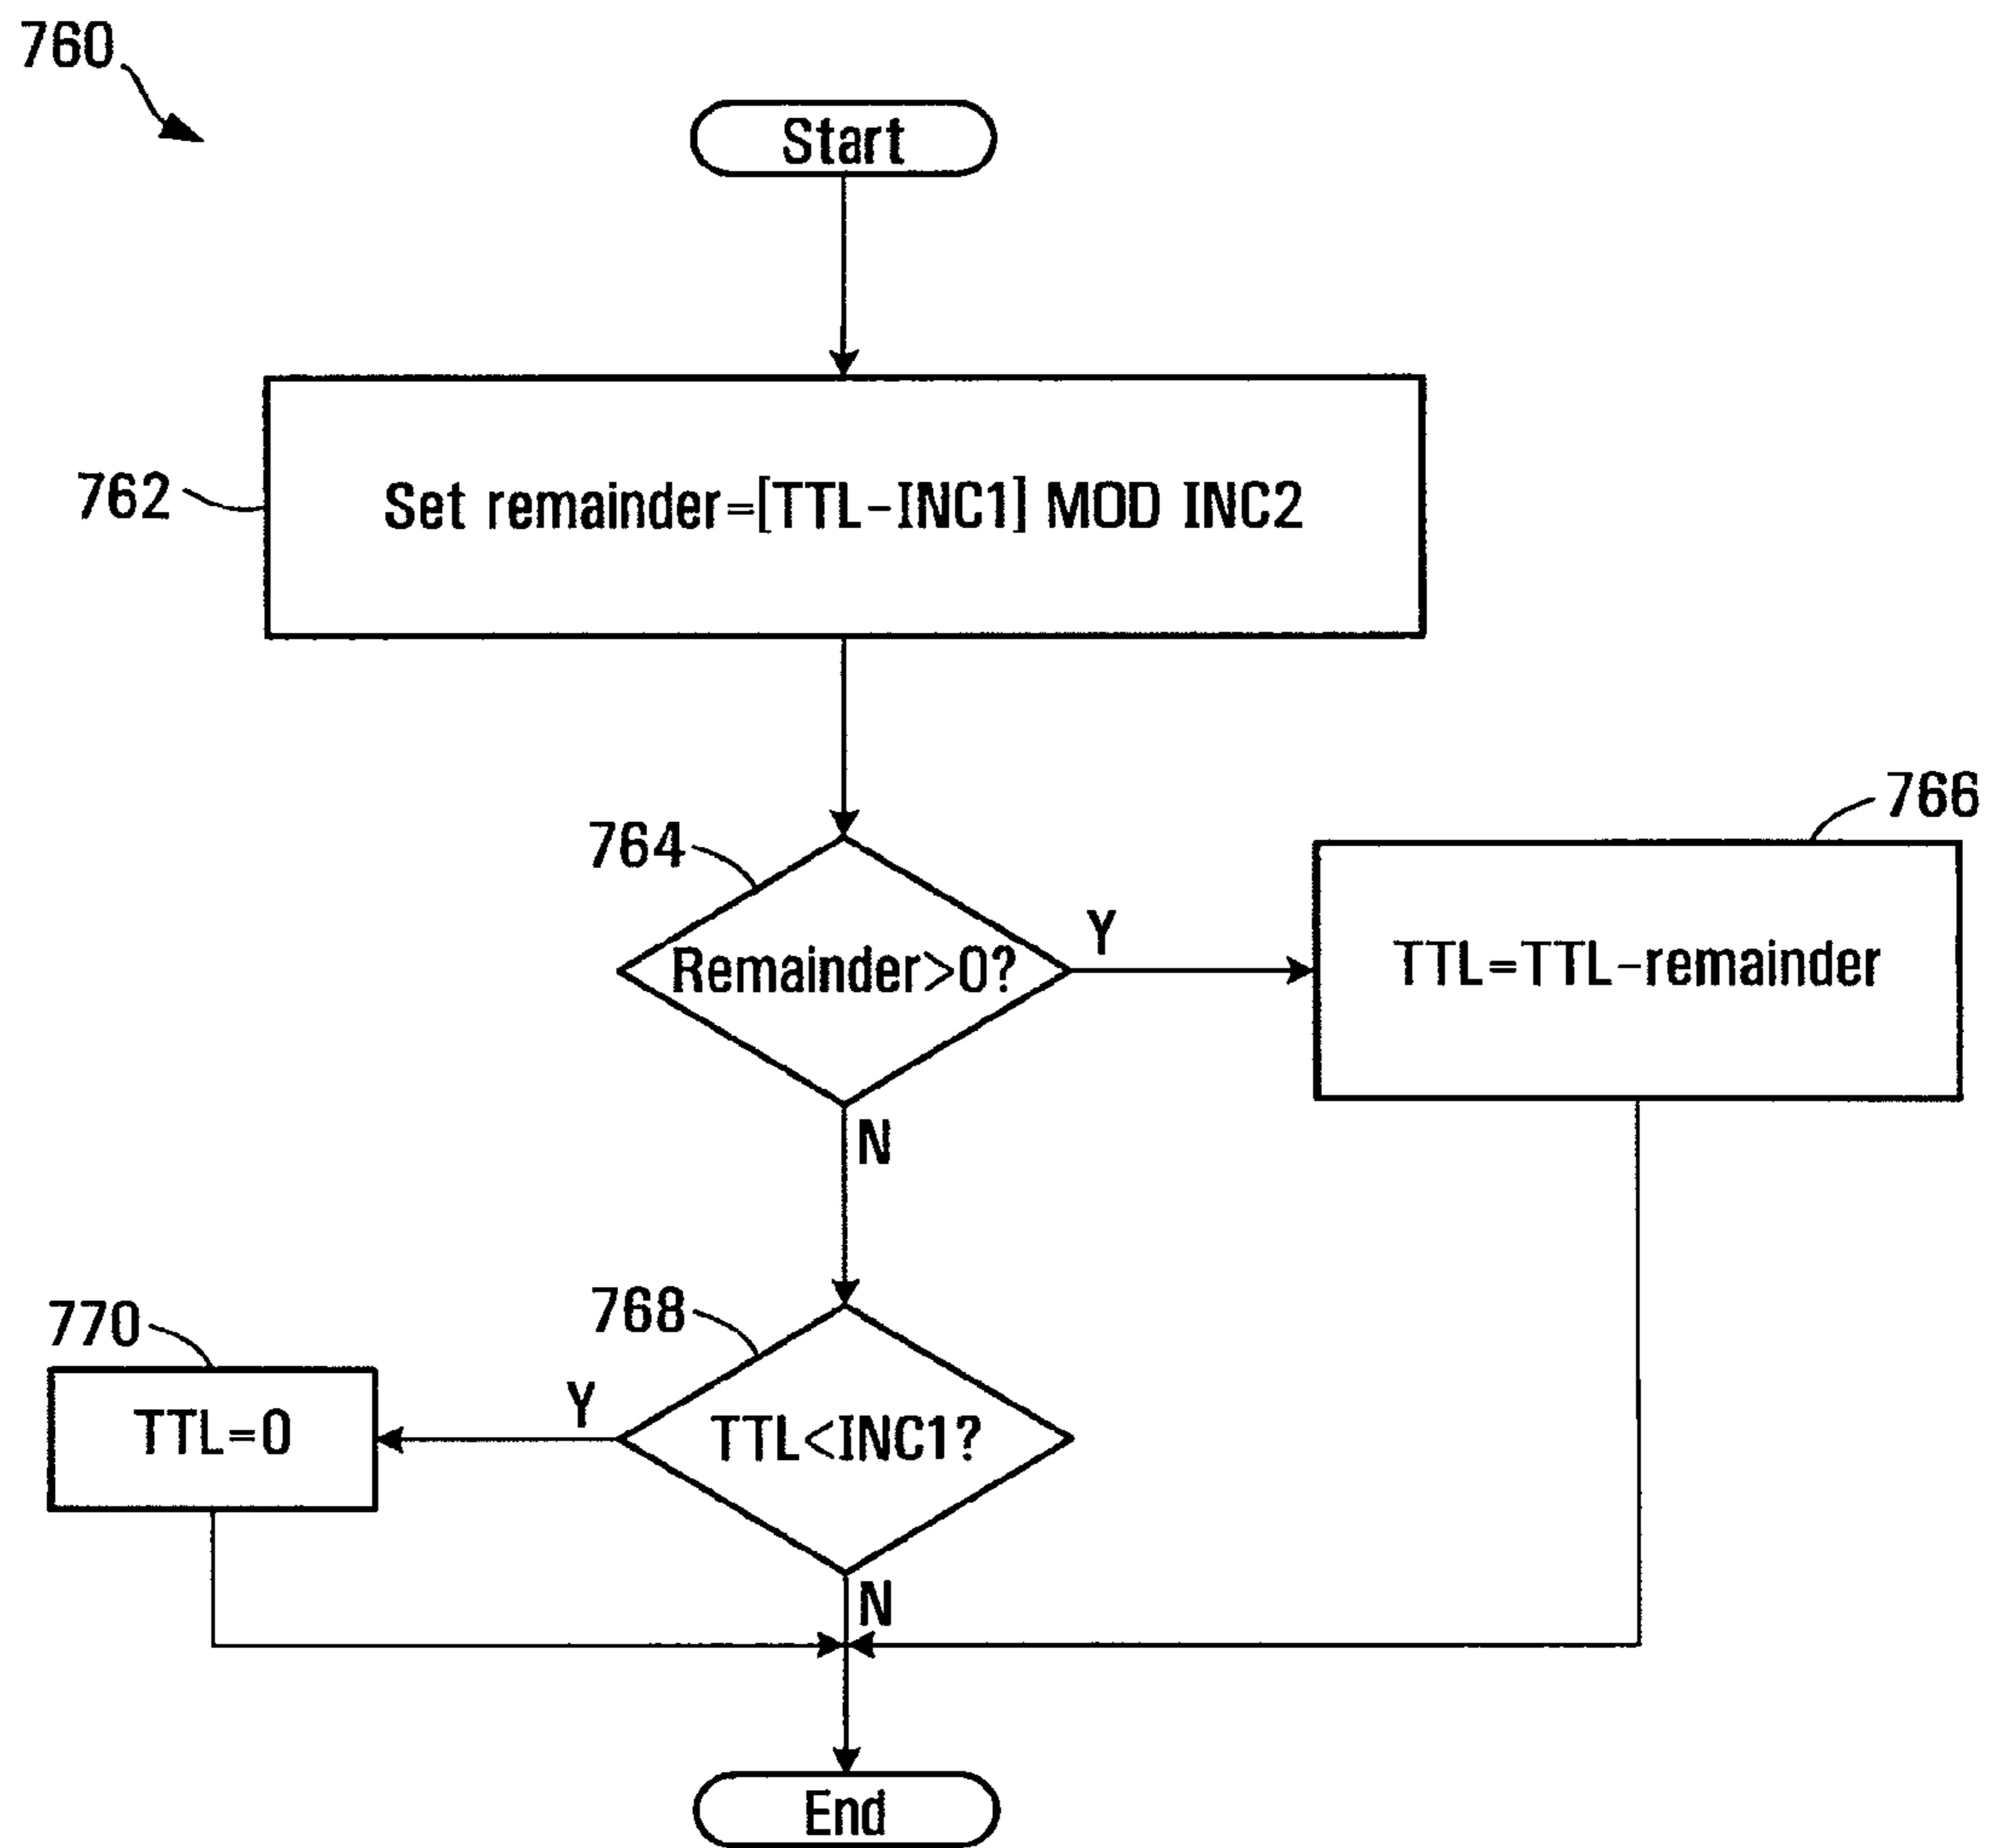 760
Start
762
Set remainder=[TTL-INC1] MOD INC2
764
766
Remainder>0?
Y
TTL=TTL-remainder
N
768
770
TTL=0
Y
TTL<INC1?
N
End